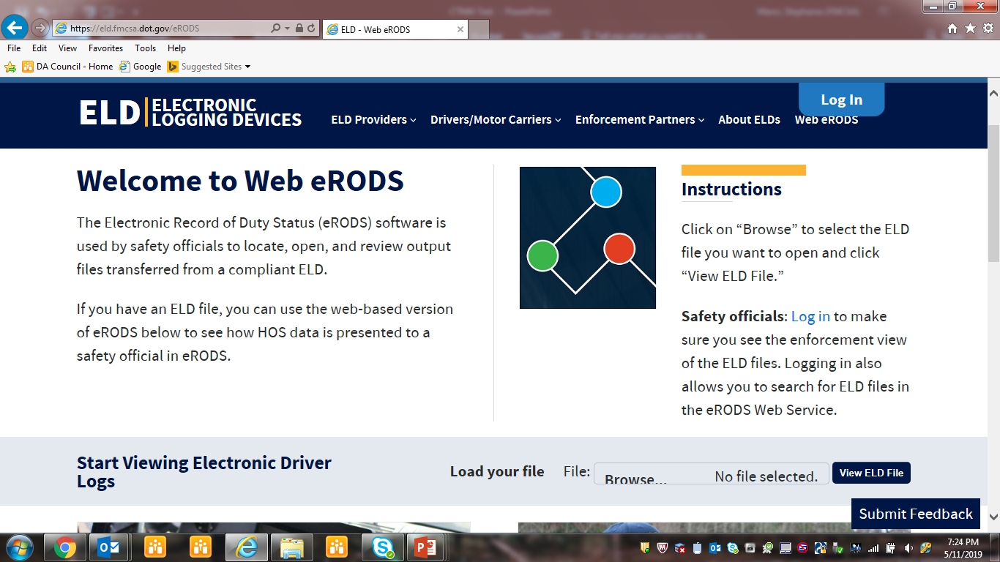 https://eld.fmcsa.dot.gov/eRODS
ELD - Web eRODS
File Edit View Favorites Tools Help
DA Council - Home Google Suggested Sites
ELD ELECTRONIC
LOGGING DEVICES
Log In
ELD Providers Drivers/Motor Carriers Enforcement Partners About ELDs Web eRODS
Welcome to Web eRODS
The Electronic Record of Duty Status (eRODS) software is
used by safety officials to locate, open, and review output
files transferred from a compliant ELD.
If you have an ELD file, you can use the web-based version
of eRODS below to see how HOS data is presented to a
safety official in eRODS.
Instructions
Click on “Browse” to select the ELD
file you want to open and click
“View ELD File.”
Safety officials: Log in to make
sure you see the enforcement view
of the ELD files. Logging in also
allows you to search for ELD files in
the eRODS Web Service.
Start Viewing Electronic Driver
Logs
Load your file File: Browse... No file selected. View ELD File
Submit Feedback
7:24 PM
5/11/2019